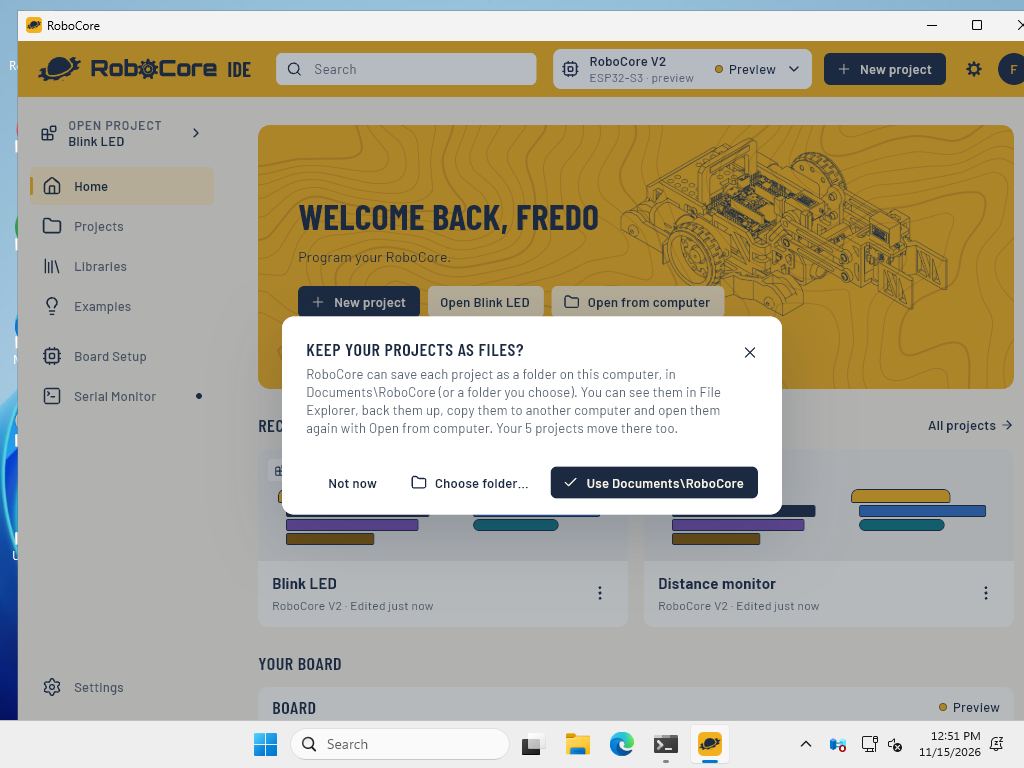 RoboCore
RoboCore IDE
Search
RoboCore V2
ESP32-S3 · preview
Preview
New project
F
OPEN PROJECT
Blink LED
Home
Projects
Libraries
Examples
Board Setup
Serial Monitor
Settings
WELCOME BACK, FREDO
Program your RoboCore.
New project
Open Blink LED
Open from computer
KEEP YOUR PROJECTS AS FILES?
RoboCore can save each project as a folder on this computer, in
Documents\RoboCore (or a folder you choose). You can see them in File
Explorer, back them up, copy them to another computer and open them
again with Open from computer. Your 5 projects move there too.
Not now
Choose folder...
Use Documents\RoboCore
All projects
Blink LED
RoboCore V2 · Edited just now
Distance monitor
RoboCore V2 · Edited just now
YOUR BOARD
BOARD
Preview
Search
12:51 PM
11/15/2026